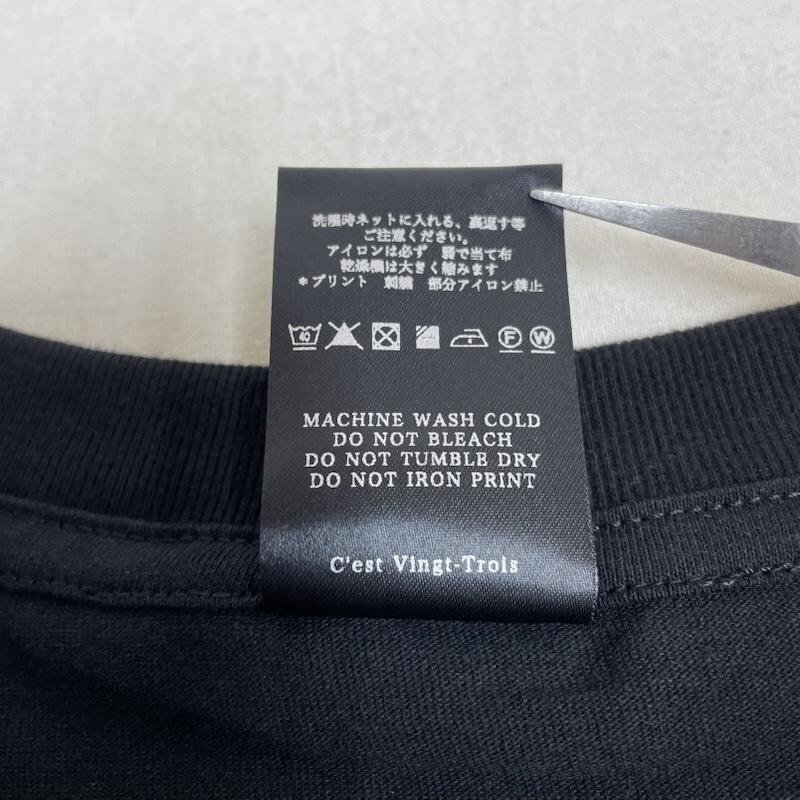 洗濯時ネットに入れる、裏返す等
ご注意ください。
アイロンは必ず 弱で当て布
乾燥機は大きく縮みます
*プリント 刺繍 部分アイロン禁止
40 F W
MACHINE WASH COLD
DO NOT BLEACH
DO NOT TUMBLE DRY
DO NOT IRON PRINT
C'est Vingt-Trois